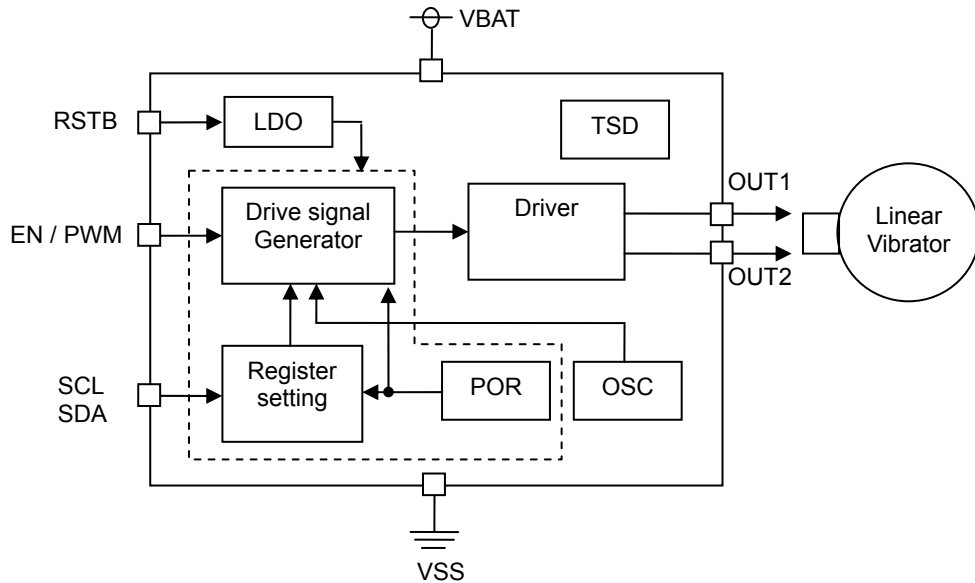 VBAT
RSTB
LDO
TSD
OUT1
EN / PWM
Drive signal
Generator
Driver
Linear
Vibrator
OUT2
SCL
SDA
Register
setting
POR
OSC
VSS